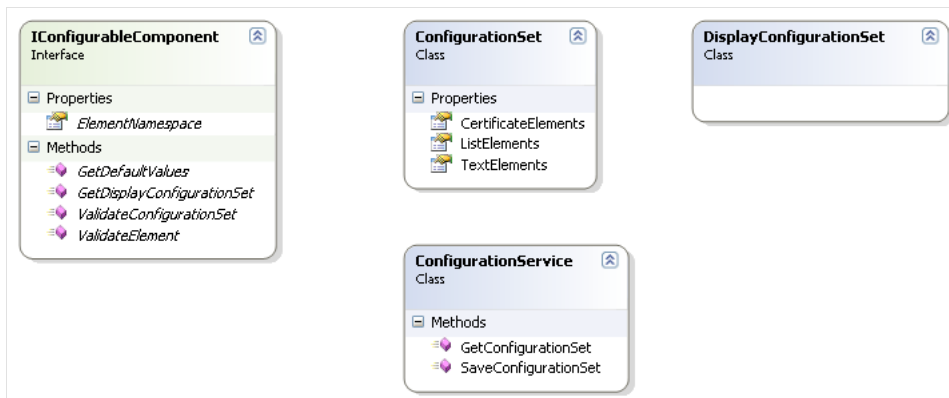 IConfigurableComponent
Interface
Properties
ElementNamespace
Methods
GetDefaultValues
GetDisplayConfigurationSet
ValidateConfigurationSet
ValidateElement
ConfigurationSet
Class
Properties
CertificateElements
ListElements
TextElements
DisplayConfigurationSet
Class
ConfigurationService
Class
Methods
GetConfigurationSet
SaveConfigurationSet